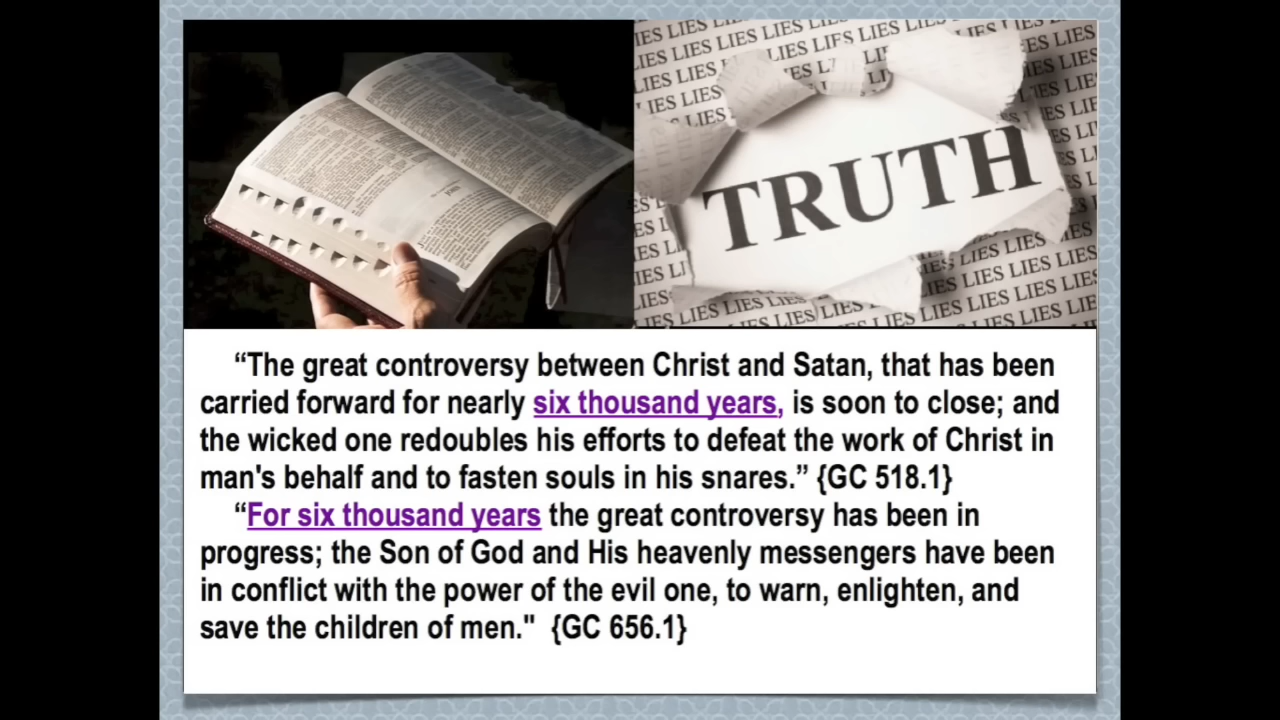 TRUTH
“The great controversy between Christ and Satan, that has been
carried forward for nearly six thousand years, is soon to close; and
the wicked one redoubles his efforts to defeat the work of Christ in
man's behalf and to fasten souls in his snares.” {GC 518.1}
“For six thousand years the great controversy has been in
progress; the Son of God and His heavenly messengers have been
in conflict with the power of the evil one, to warn, enlighten, and
save the children of men." {GC 656.1}